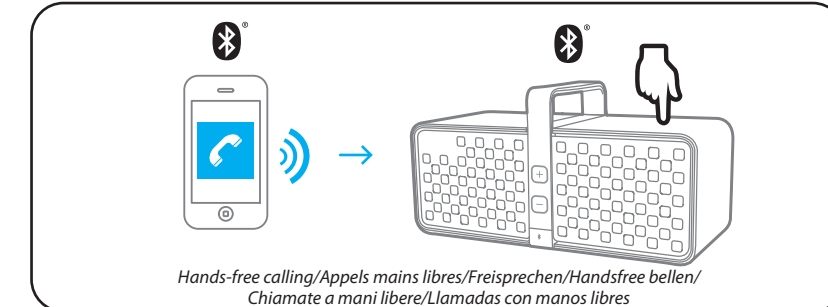 Hands-free calling/Appels mains libres/Freisprechen/Handsfree bellen/
Chiamate a mani libere/Llamadas con manos libres